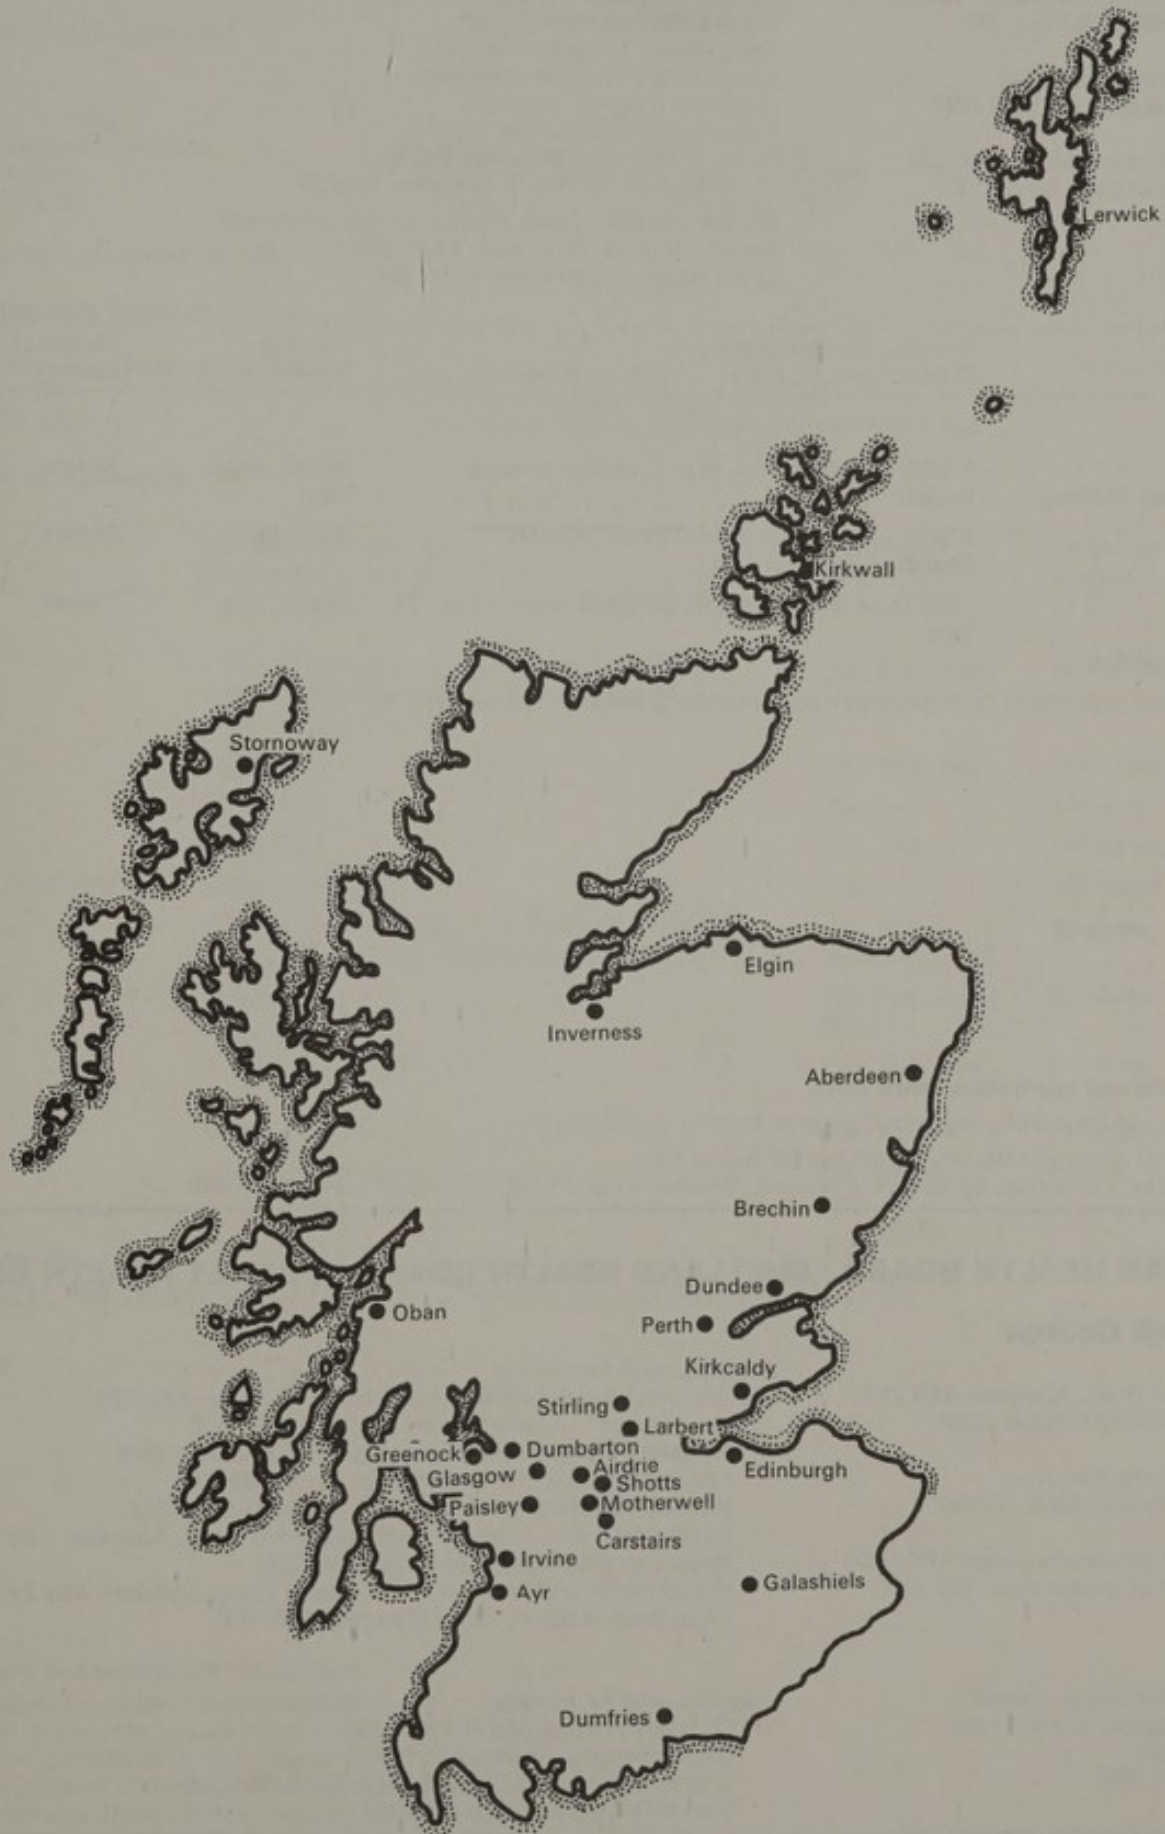 Lerwick
Kirkwall
Stornoway
Elgin
Inverness
Aberdeen
Brechin
Dundee
Perth
Oban
Kirkcaldy
Stirling
Larbert
Greenock
Dumbarton
Airdrie
Edinburgh
Glasgow
Shotts
Paisley
Motherwell
Carstairs
Irvine
Ayr
Galashiels
Dumfries